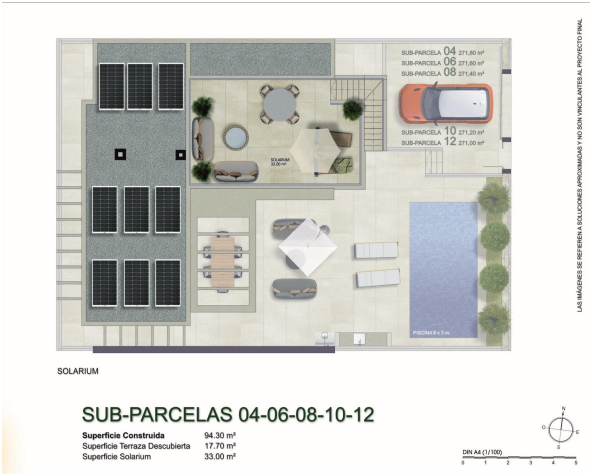 SUB-PARCELA 04 271,80 m²
SUB-PARCELA 06 271,60 m²
SUB-PARCELA 08 271,40 m²
SUB-PARCELA 10 271,20 m²
SUB-PARCELA 12 271,00 m²
SOLARIUM
33.00 m²
PISCINA 8 x 3 m.
LAS IMÁGENES SE REFIEREN A SOLUCIONES APROXIMADAS Y NO SON VINCULANTES AL PROYECTO FINAL
SOLARIUM
SUB-PARCELAS 04-06-08-10-12
Superficie Construida 94.30 m²
Superficie Terraza Descubierta 17.70 m²
Superficie Solarium 33.00 m²
N
O E
S
DIN A4 (1/100)
0 1 2 3 4 5